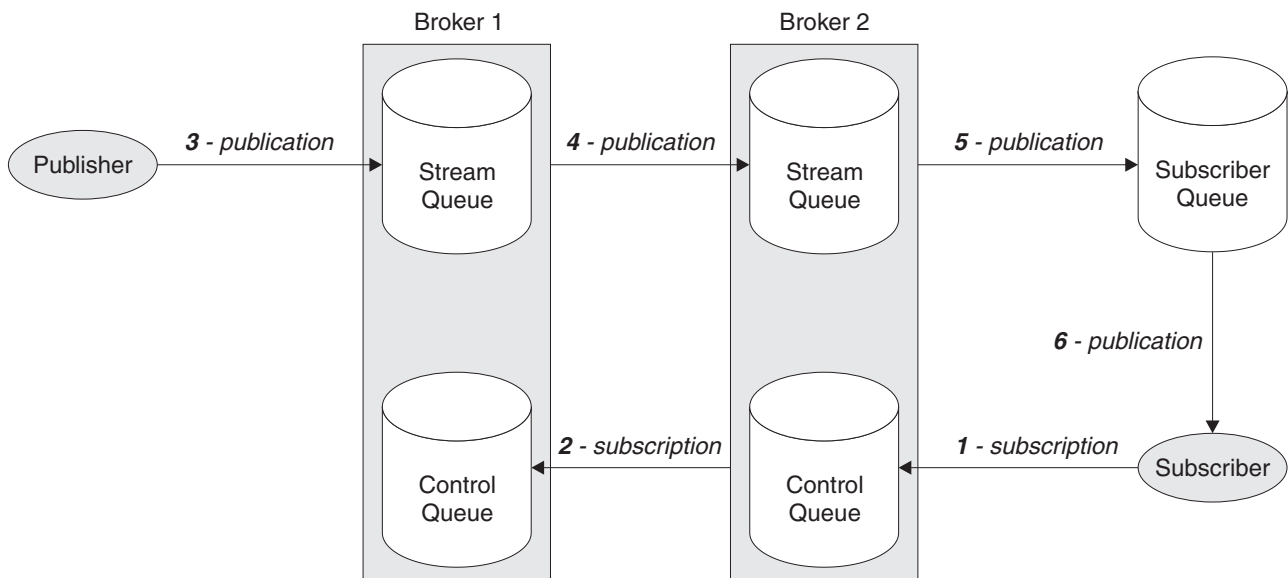 Broker 1
Broker 2
Publisher
3 - publication
Stream
Queue
4 - publication
Stream
Queue
5 - publication
Subscriber
Queue
6 - publication
Control
Queue
2 - subscription
Control
Queue
1 - subscription
Subscriber